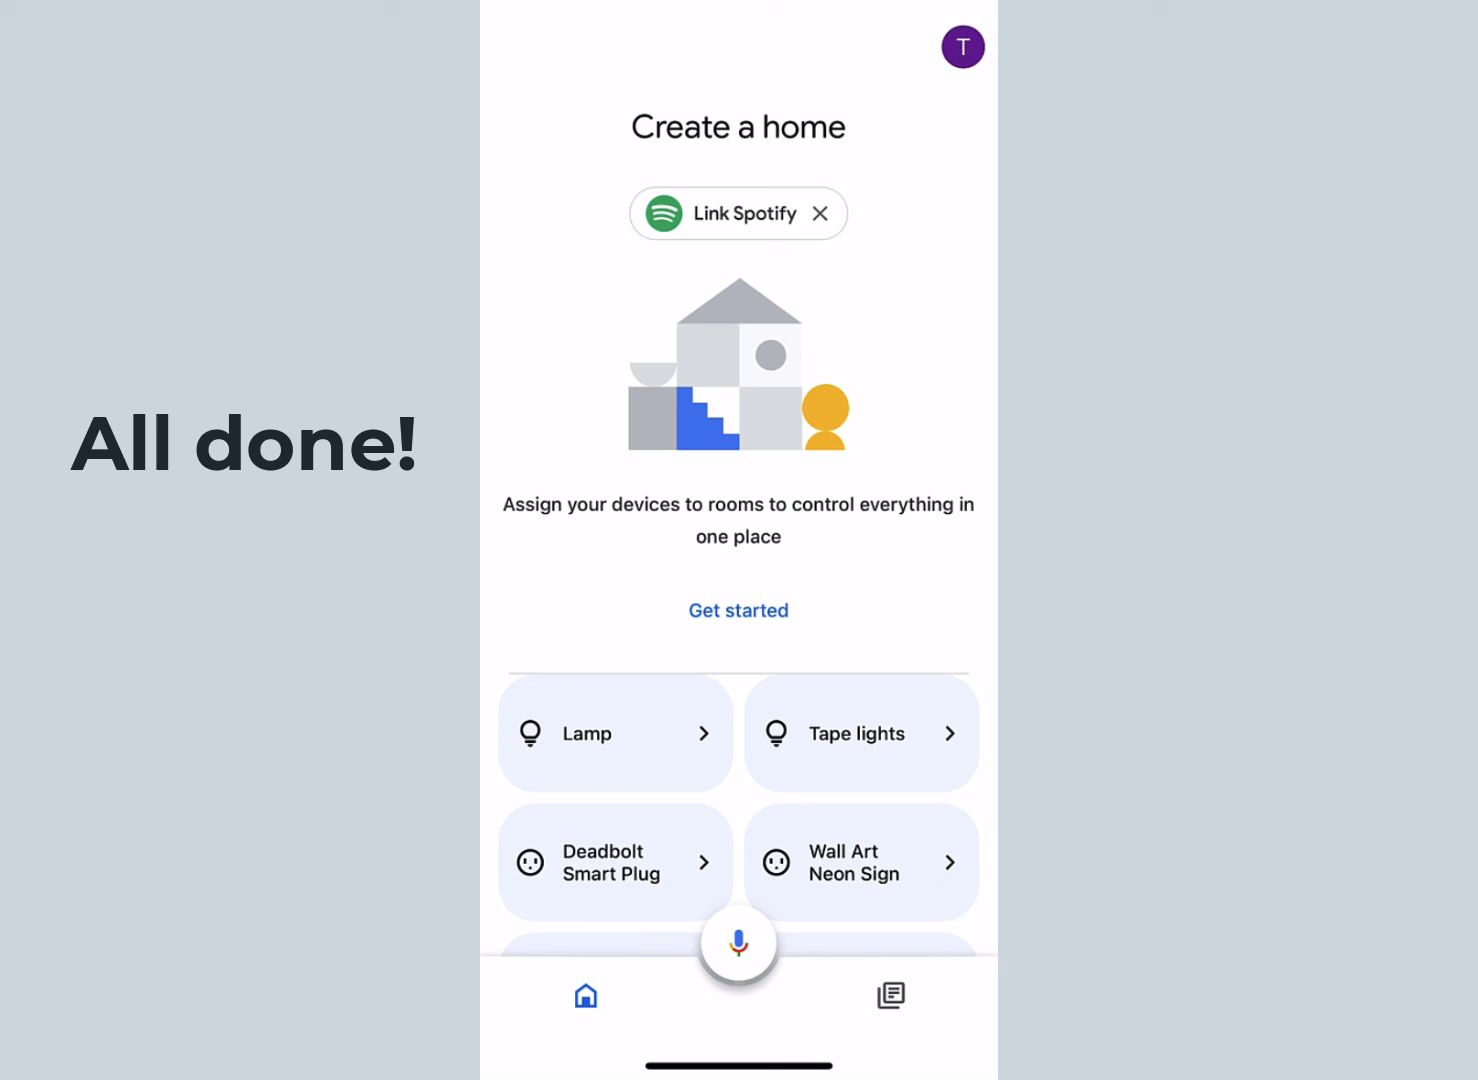 T
Create a home
Link Spotify
All done!
Assign your devices to rooms to control everything in
one place
Get started
Lamp
Tape lights
Deadbolt
Smart Plug
Wall Art
Neon Sign